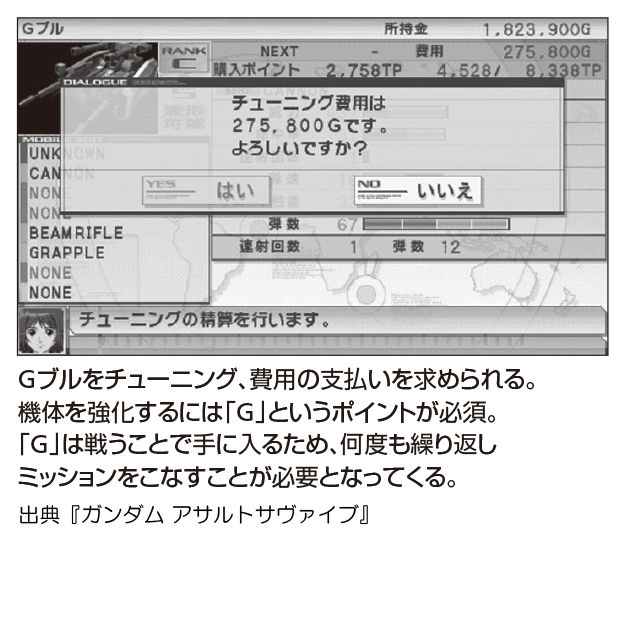 Gブル 所持金 1,823,900G
RANK C
NEXT - 費用 275,800G
購入ポイント 2,758TP 4,528/ 8,338TP
DIALOGUE
チューニング費用は
275,800Gです。
よろしいですか?
YES はい NO いいえ
UNKNOWN
CANNON
NONE
NONE
BEAMRIFLE
GRAPPLE
NONE
NONE
弾数 67
連射回数 1 弾数 12
チューニングの精算を行います。
Gブルをチューニング、費用の支払いを求められる。
機体を強化するには「G」というポイントが必須。
「G」は戦うことで手に入るため、何度も繰り返し
ミッションをこなすことが必要となってくる。
出典『ガンダム アサルトサヴァイブ』